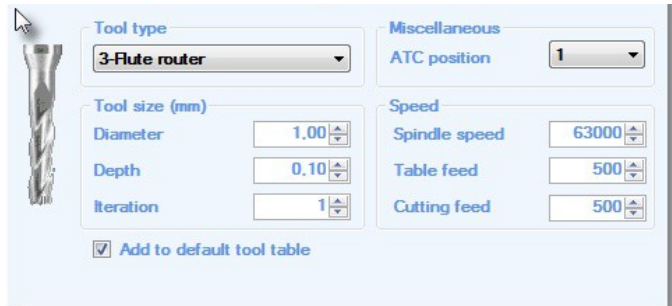 Tool type
3-Flute router
Miscellaneous
ATC position 1
Tool size (mm)
Diameter 1,00
Depth 0,10
Iteration 1
Speed
Spindle speed 63000
Table feed 500
Cutting feed 500
Add to default tool table